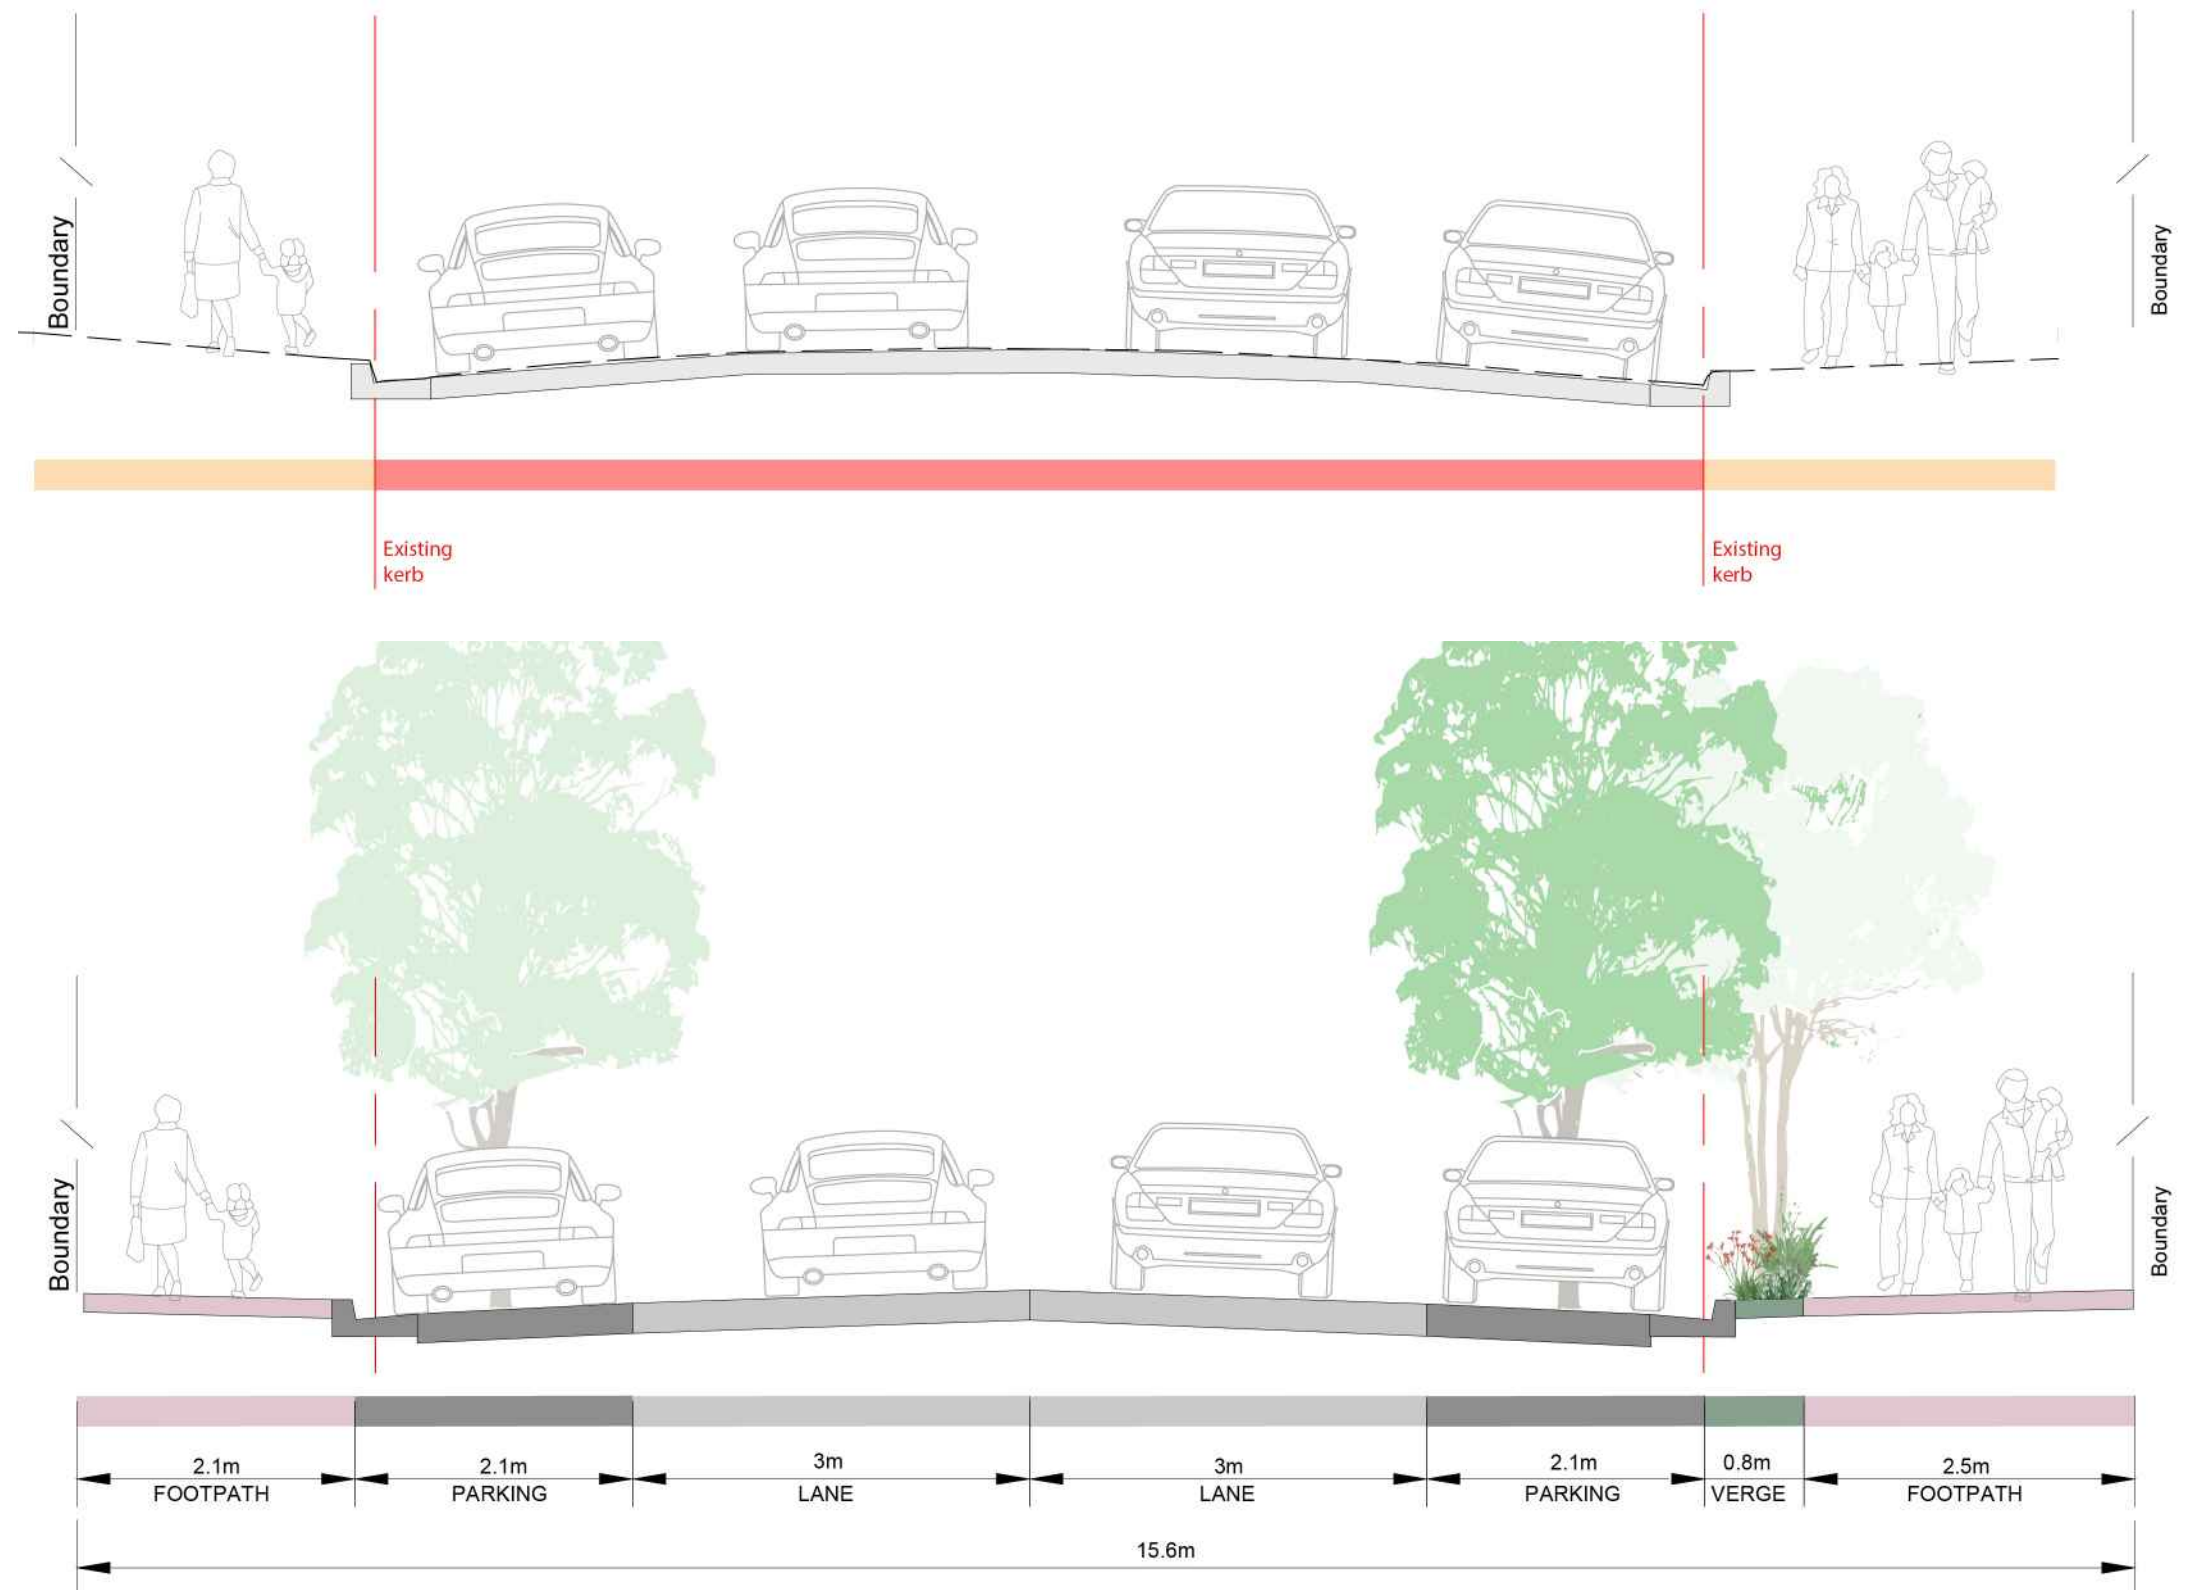 Boundary
Boundary
Existing
kerb
Existing
kerb
Boundary
Boundary
2.1m
FOOTPATH
2.1m
PARKING
3m
LANE
3m
LANE
2.1m
PARKING
0.8m
VERGE
2.5m
FOOTPATH
15.6m